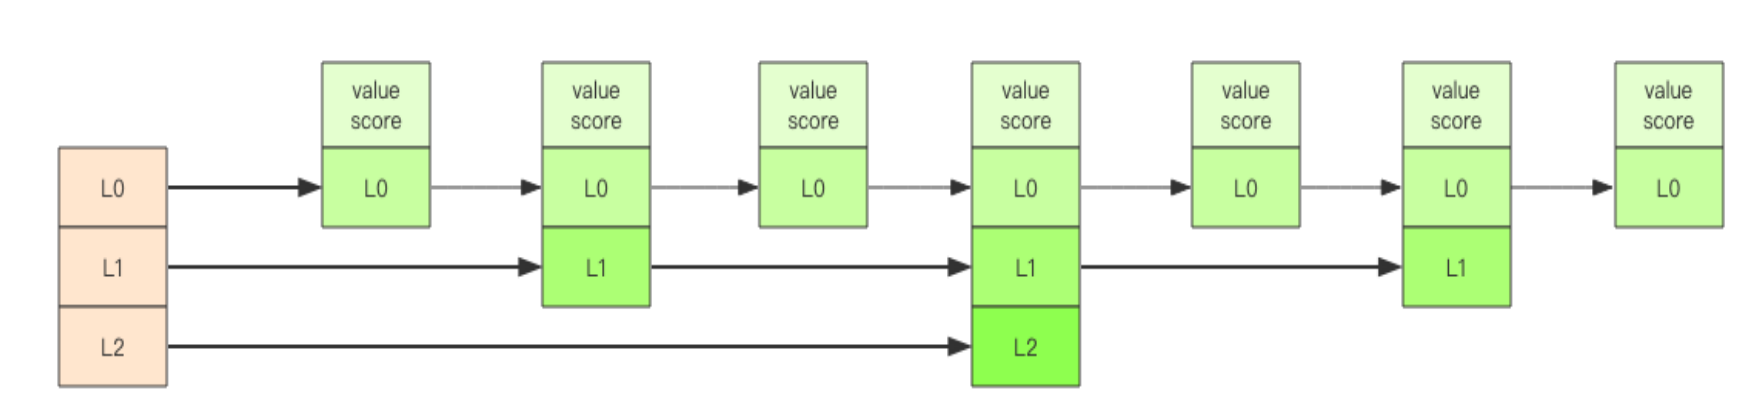 value value value value value value value
score score score score score score score
L0 L0 L0 L0 L0 L0 L0 L0
L1 L1 L1 L1
L2 L2